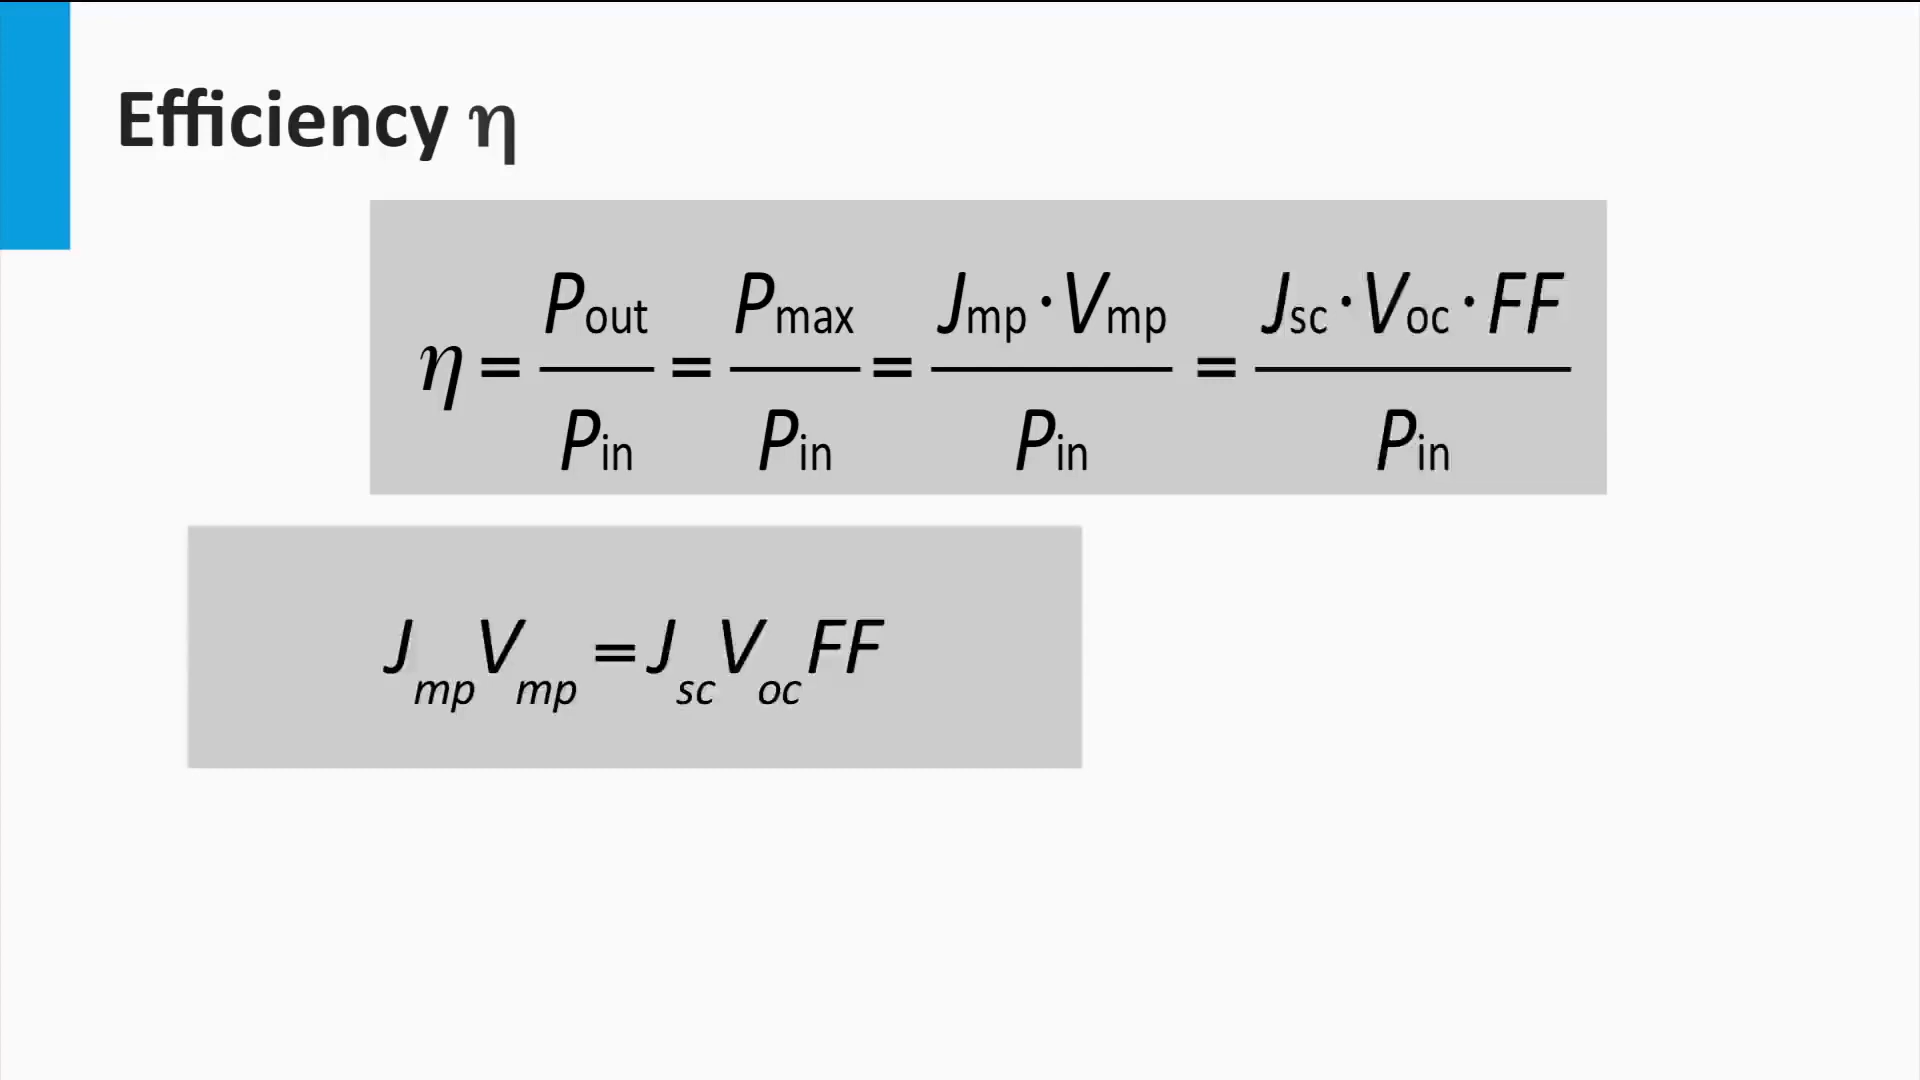 Efficiency η
η = Pout / Pin = Pmax / Pin = Jmp · Vmp / Pin = Jsc · Voc · FF / Pin
JmpVmp = JscVocFF